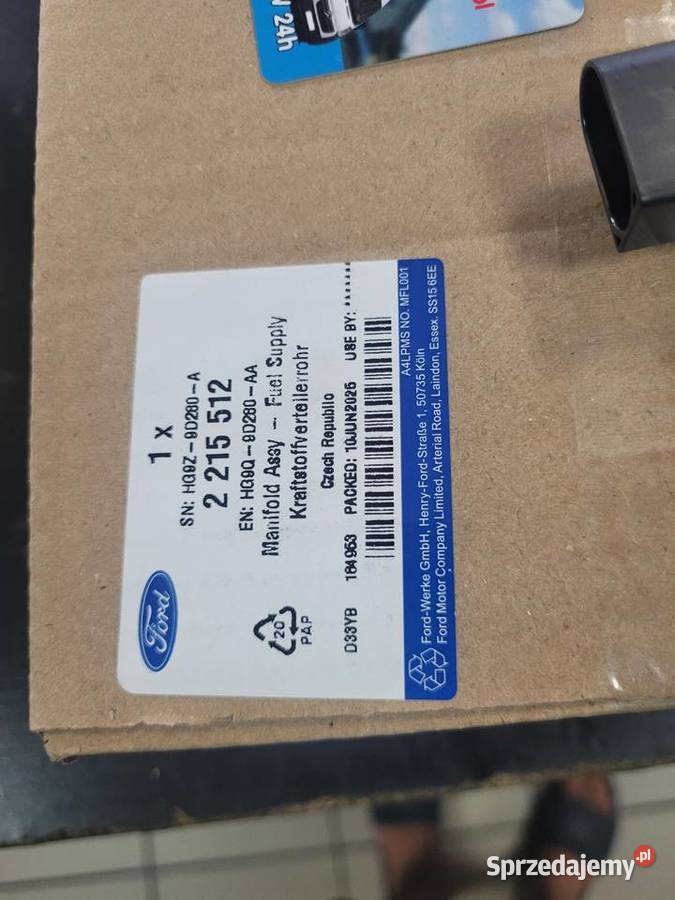 W 24h
pl
1 x
SN: HG9Z-9D280-A
2 215 512
EN: HG9Q-9D280-AA
Manifold Assy - Fuel Supply
Kraftstoffverteilerrohr
Czech Republic
D33YB 184953 PACKED: 10JUN2025 USE BY: *******
Ford
20
PAP
A4LPMS NO. MFL001
Ford-Werke GmbH, Henry-Ford-Straße 1, 50735 Köln
Ford Motor Company Limited, Arterial Road, Laindon, Essex. SS15 6EE
Sprzedajemy.pl